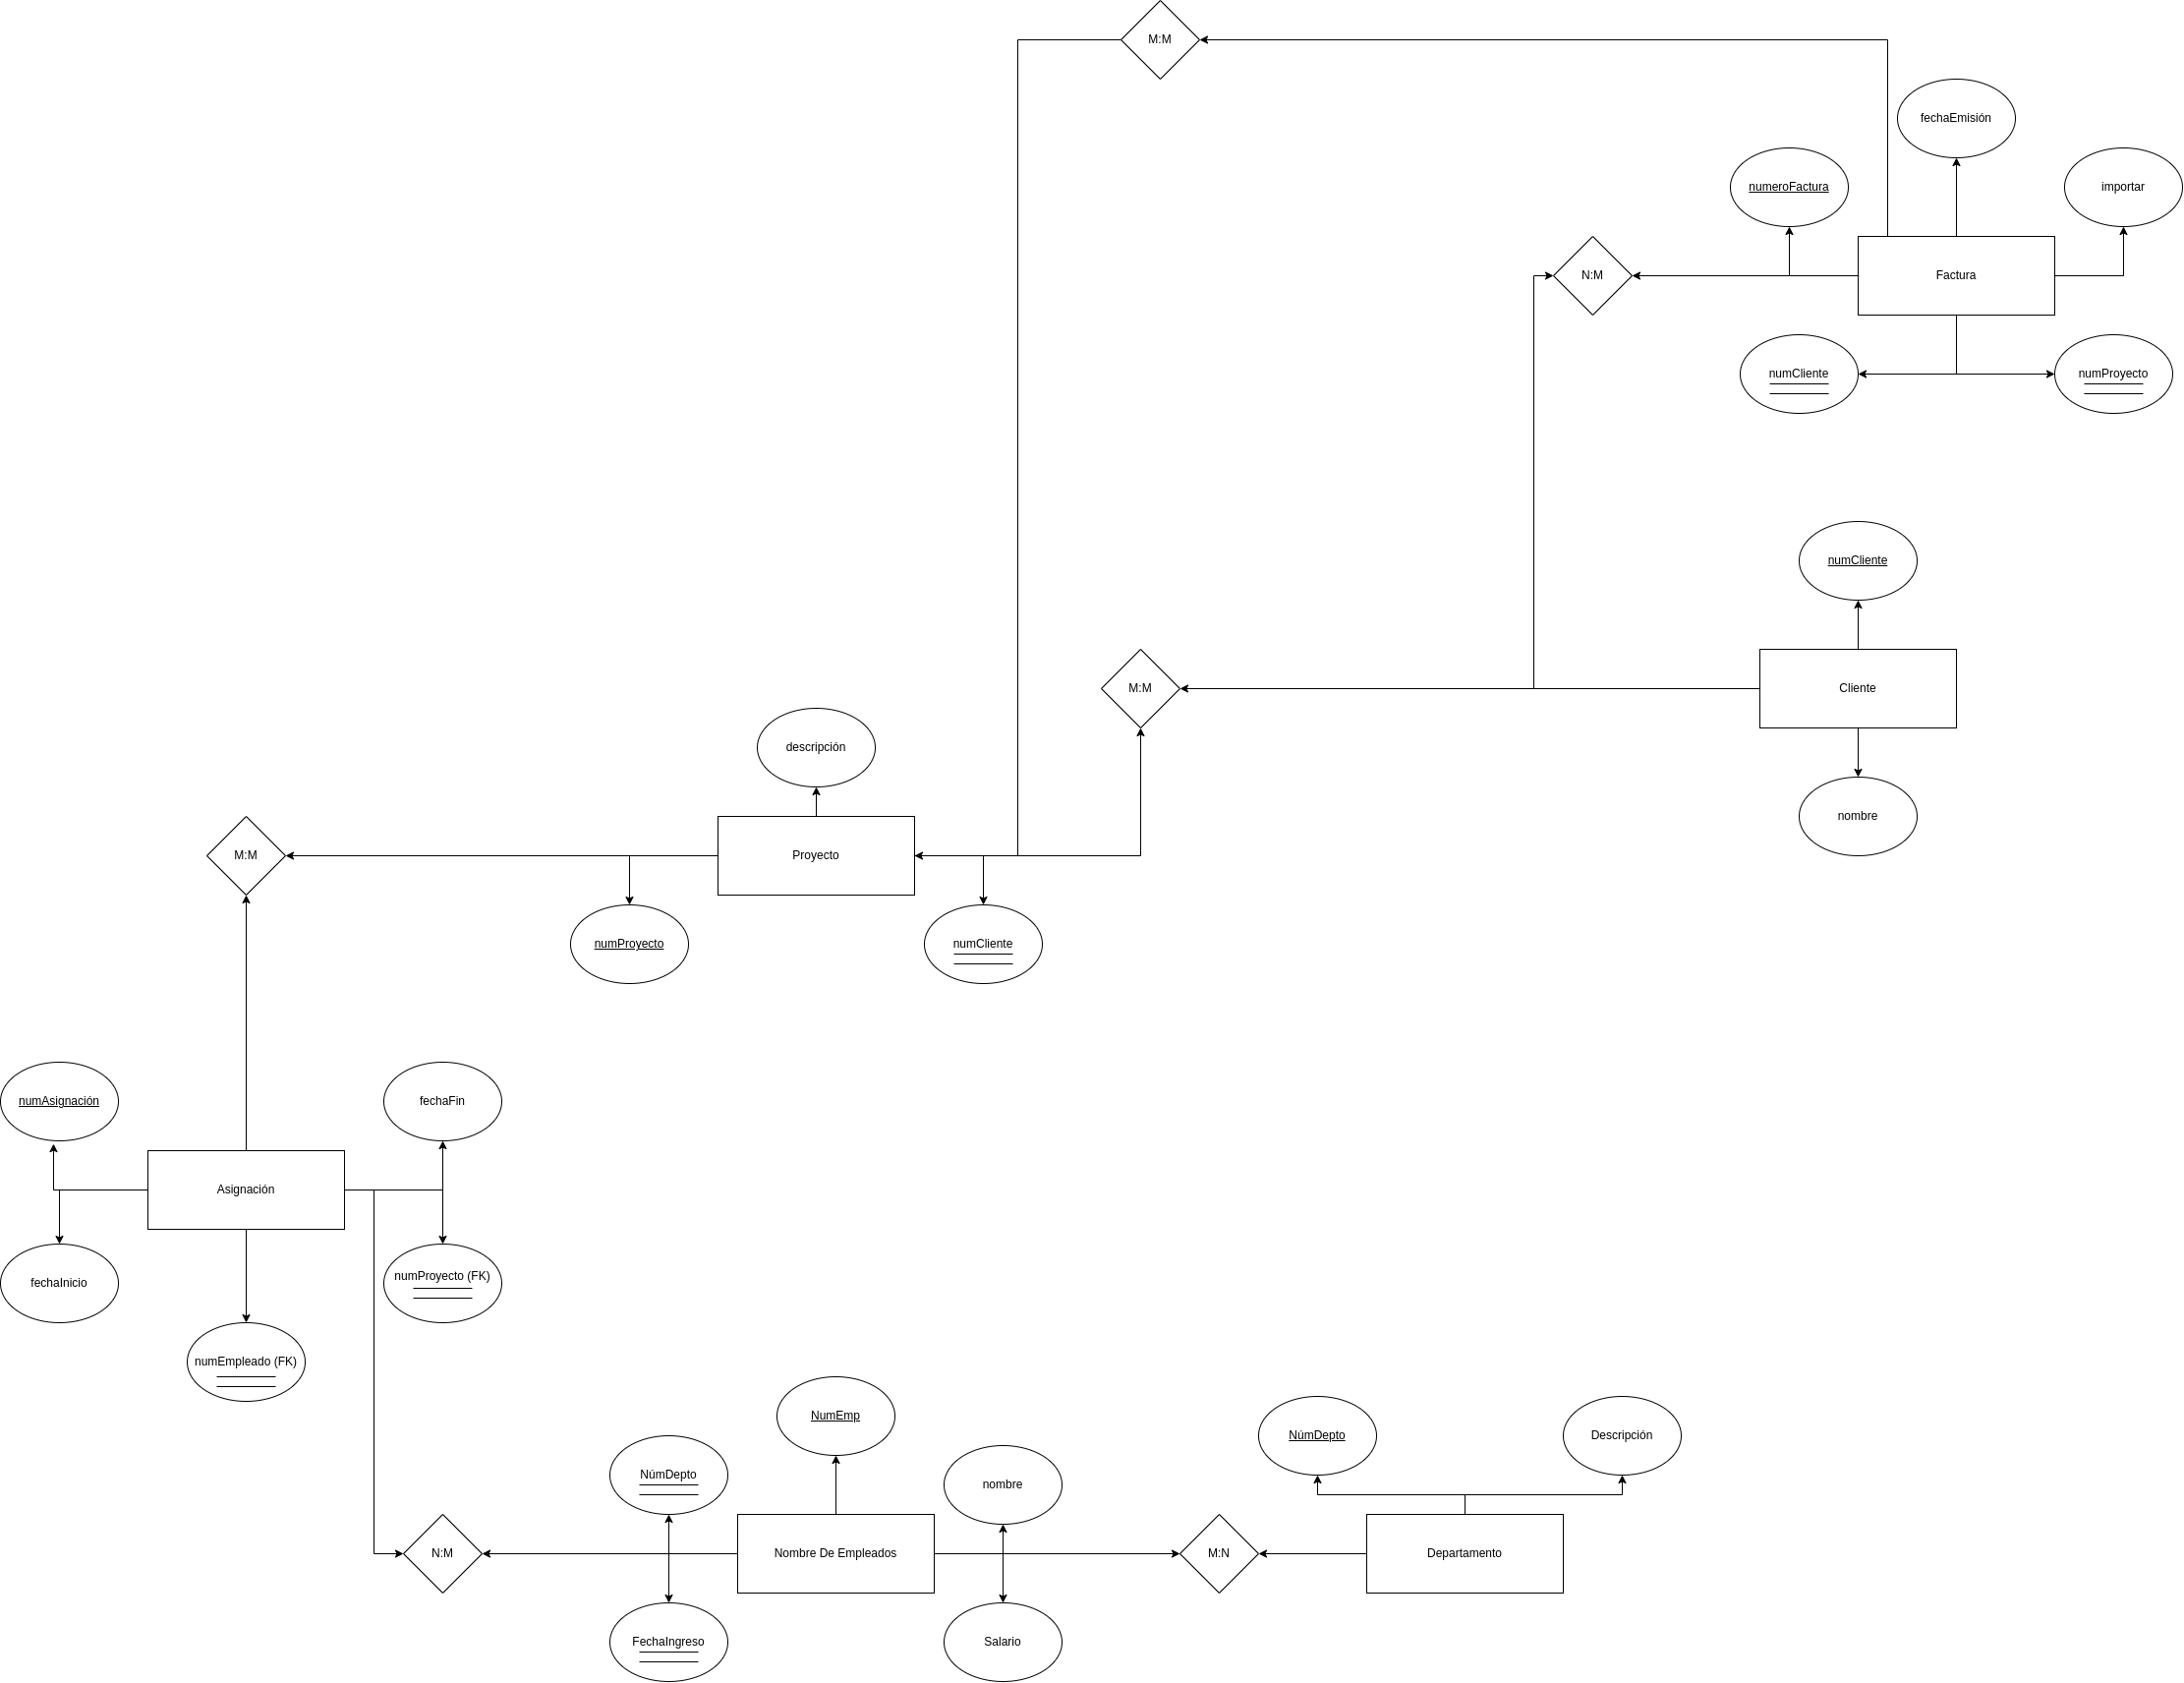 M:M
fechaEmisión
numeroFactura
importar
N:M
Factura
numCliente
numProyecto
numCliente
M:M
Cliente
descripción
nombre
M:M
Proyecto
numProyecto
numCliente
numAsignación
fechaFin
Asignación
fechaInicio
numProyecto (FK)
numEmpleado (FK)
NumEmp
NúmDepto
Descripción
NúmDepto
nombre
N:M
Nombre De Empleados
M:N
Departamento
FechaIngreso
Salario